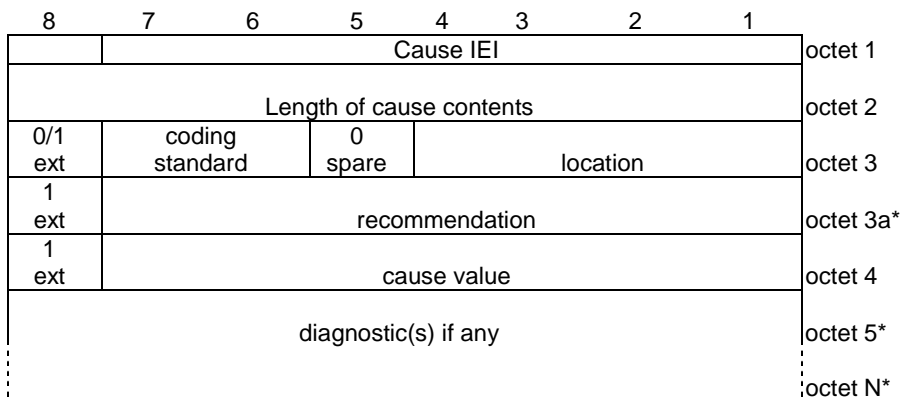 8 7 6 5 4 3 2 1
Cause IEI octet 1
Length of cause contents octet 2
0/1 coding 0
ext standard spare location octet 3
1
ext recommendation octet 3a*
1
ext cause value octet 4
diagnostic(s) if any octet 5*
octet N*